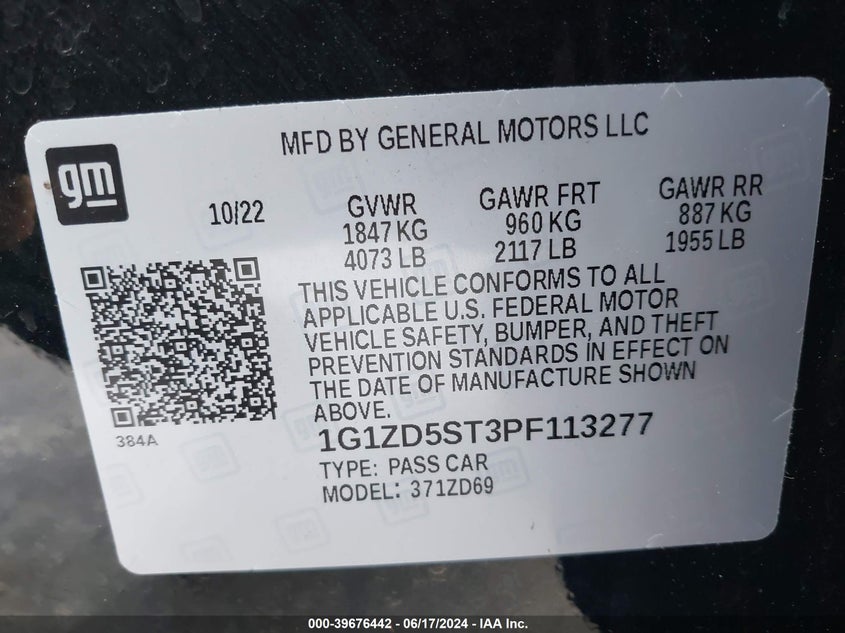 MFD BY GENERAL MOTORS LLC
gm
10/22
GVWR
1847 KG
4073 LB
GAWR FRT
960 KG
2117 LB
GAWR RR
887 KG
1955 LB
THIS VEHICLE CONFORMS TO ALL
APPLICABLE U.S. FEDERAL MOTOR
VEHICLE SAFETY, BUMPER, AND THEFT
PREVENTION STANDARDS IN EFFECT ON
THE DATE OF MANUFACTURE SHOWN
ABOVE.
384A
1G1ZD5ST3PF113277
TYPE: PASS CAR
MODEL: 371ZD69
000-39676442 - 06/17/2024 - IAA Inc.